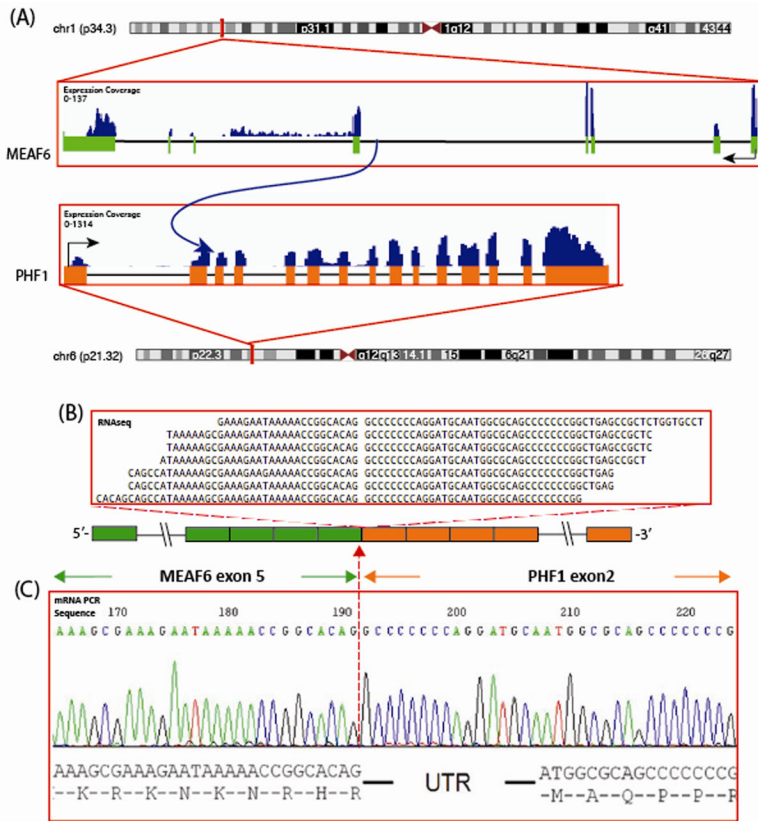 (A)
chr1 (p34.3)
p31.1
1q12
q41
43
44
Expression Coverage
0-137
MEAF6
Expression Coverage
0-1314
PHF1
chr6 (p21.32)
p22.3
q12
q13
14.1
15
6q21
26
q27
(B)
RNAseq
GAAAGAATAAAAACCGGCACAG GCCCCCCCAGGATGCAATGGCGCAGCCCCCCCGGCTGAGCCGCTCTGGTGCCT
TAAAAAGCGAAAGAATAAAAACCGGCACAG GCCCCCCCAGGATGCAATGGCGCAGCCCCCCCGGCTGAGCCGCTC
TAAAAAGCGAAAGAATAAAAACCGGCACAG GCCCCCCCAGGATGCAATGGCGCAGCCCCCCCGGCTGAGCCGCTC
ATAAAAAGCGAAAGAATAAAAACCGGCACAG GCCCCCCCAGGATGCAATGGCGCAGCCCCCCCGGCTGAGCCGCT
CAGCCATAAAAAGCGAAAGAAGAAAAACCGGCACAG GCCCCCCCAGGATGCAATGGCGCAGCCCCCCCGGCTGAG
CAGCCATAAAAAGCGAAAGAATAAAAACCGGCACAG GCCCCCCCAGGATGCAATGGCGCAGCCCCCCCGGCTGAG
CACAGCAGCCATAAAAAGCGAAAGAATAAAAACCGGCACAG GCCCCCCCAGGATGCAATGGCGCAGCCCCCCCGG
5′-
-3′
MEAF6 exon 5
PHF1 exon2
(C)
mRNA PCR
Sequence
170 180 190 200 210 220
AAAGCGAAAGAATAAAAACCGGCACAGGCCCCCCCAGGATGCAATGGCGCAGCCCCCCCG
AAAGCGAAAGAATAAAAACCGGCACAG — UTR — ATGGCGCAGCCCCCCCG
--K--R--K--N--K--N--R--H--R --M--A--Q--P--P--R